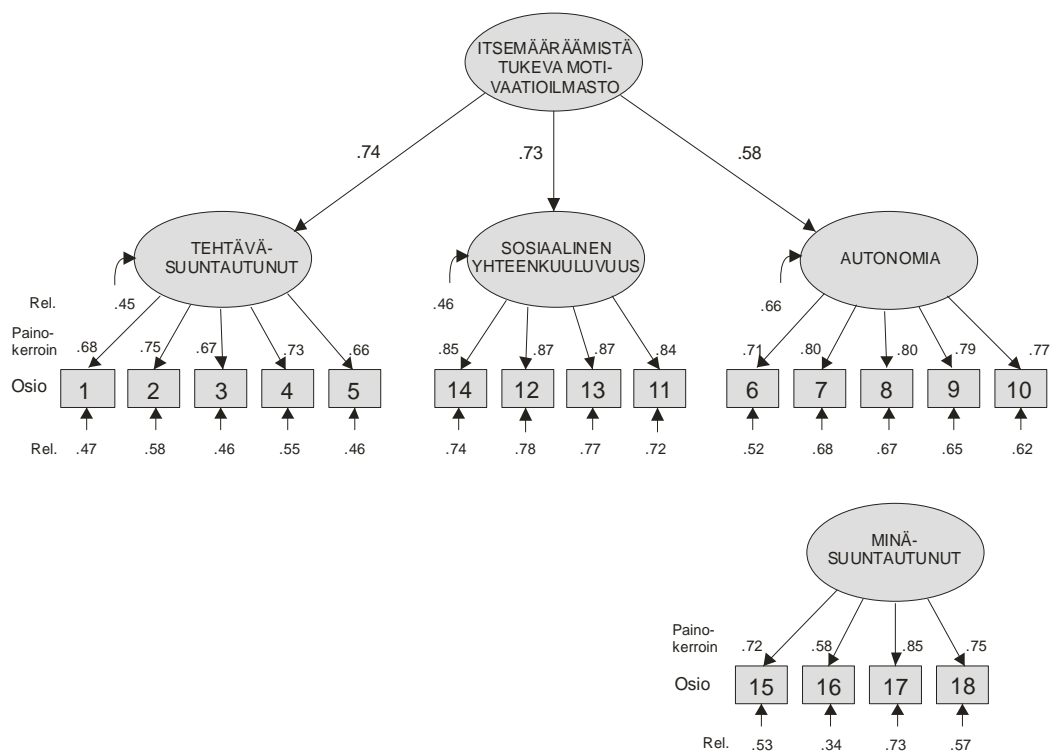 ITSEMÄÄRÄÄMISTÄ
TUKEVA MOTI-
VAATIOILMASTO
.74
.73
.58
TEHTÄVÄ-
SUUNTAUTUNUT
SOSIAALINEN
YHTEENKUULUVUUS
AUTONOMIA
Rel. .45 .46 .66
Paino-
kerroin .68 .75 .67 .73 .66 .85 .87 .87 .84 .71 .80 .80 .79 .77
Osio 1 2 3 4 5 14 12 13 11 6 7 8 9 10
Rel. .47 .58 .46 .55 .46 .74 .78 .77 .72 .52 .68 .67 .65 .62
MINÄ-
SUUNTAUTUNUT
Paino-
kerroin .72 .58 .85 .75
Osio 15 16 17 18
Rel. .53 .34 .73 .57